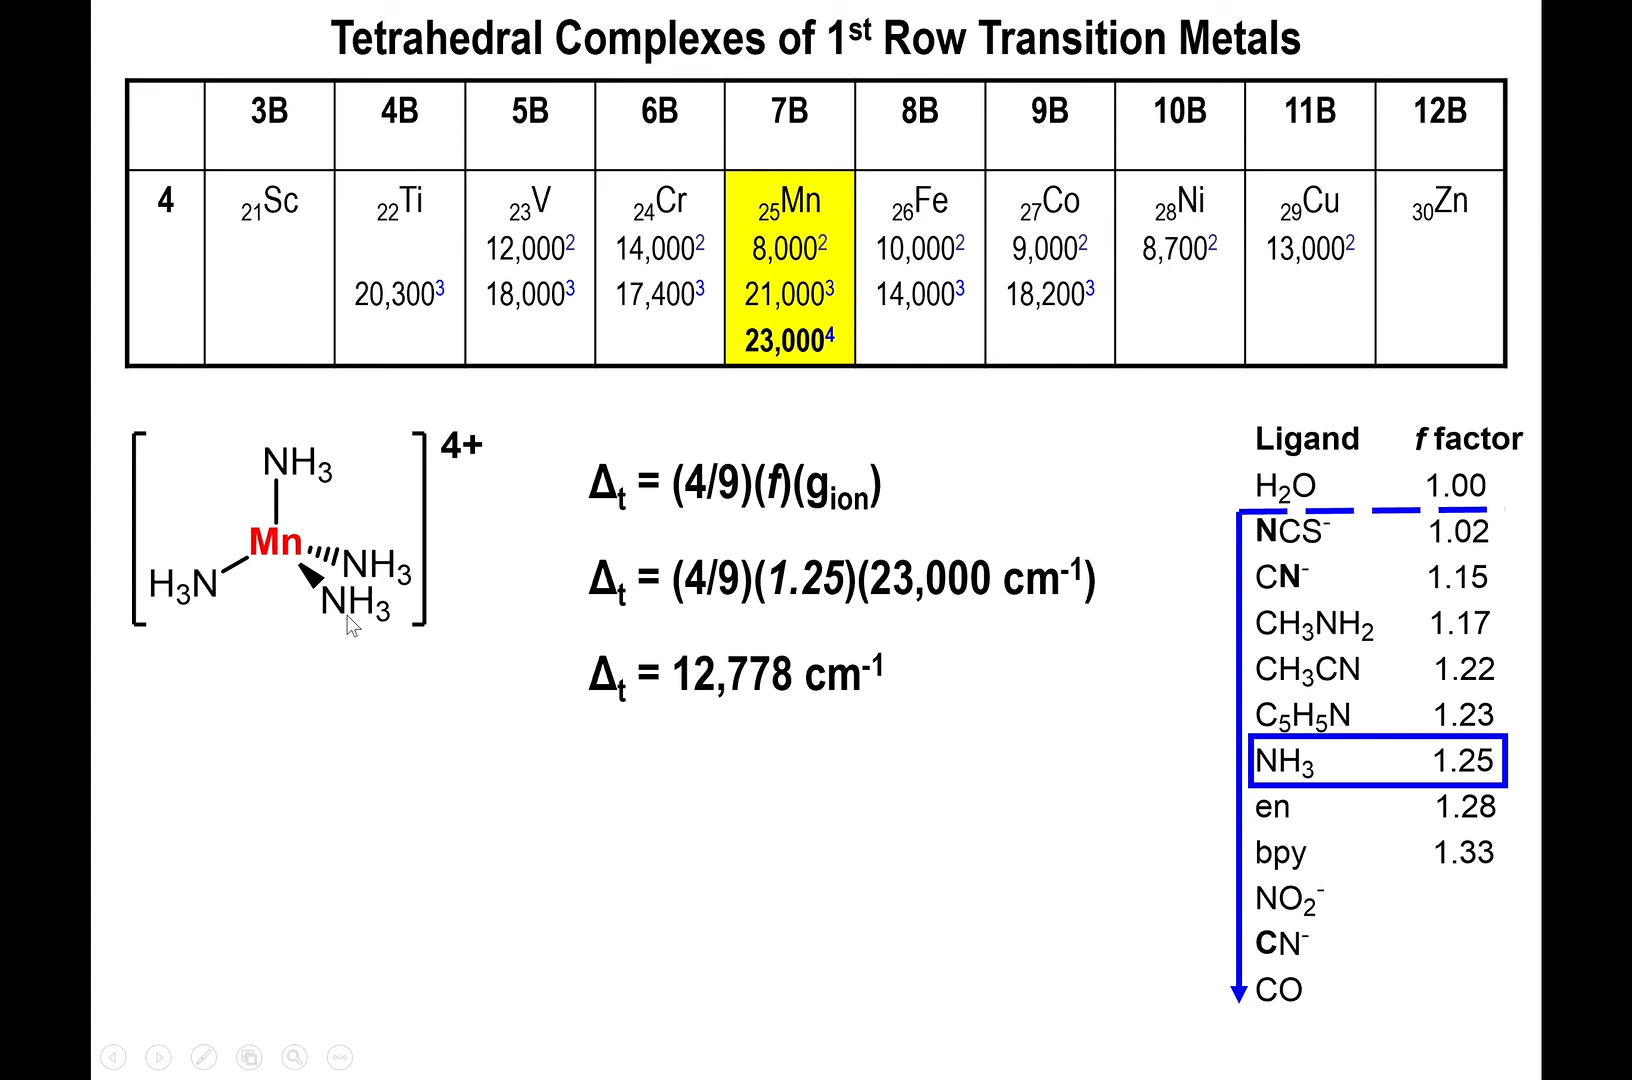 Tetrahedral Complexes of 1st Row Transition Metals
3B 4B 5B 6B 7B 8B 9B 10B 11B 12B
4 21Sc 22Ti 23V 24Cr 25Mn 26Fe 27Co 28Ni 29Cu 30Zn
12,000² 14,000² 8,000² 10,000² 9,000² 8,700² 13,000²
20,300³ 18,000³ 17,400³ 21,000³ 14,000³ 18,200³
23,000⁴
[ ] 4+
NH₃
Mn
H₃N
NH₃
NH₃
Δt = (4/9)(f)(gion)
Δt = (4/9)(1.25)(23,000 cm⁻¹)
Δt = 12,778 cm⁻¹
Ligand f factor
H₂O 1.00
NCS⁻ 1.02
CN⁻ 1.15
CH₃NH₂ 1.17
CH₃CN 1.22
C₅H₅N 1.23
NH₃ 1.25
en 1.28
bpy 1.33
NO₂⁻
CN⁻
CO